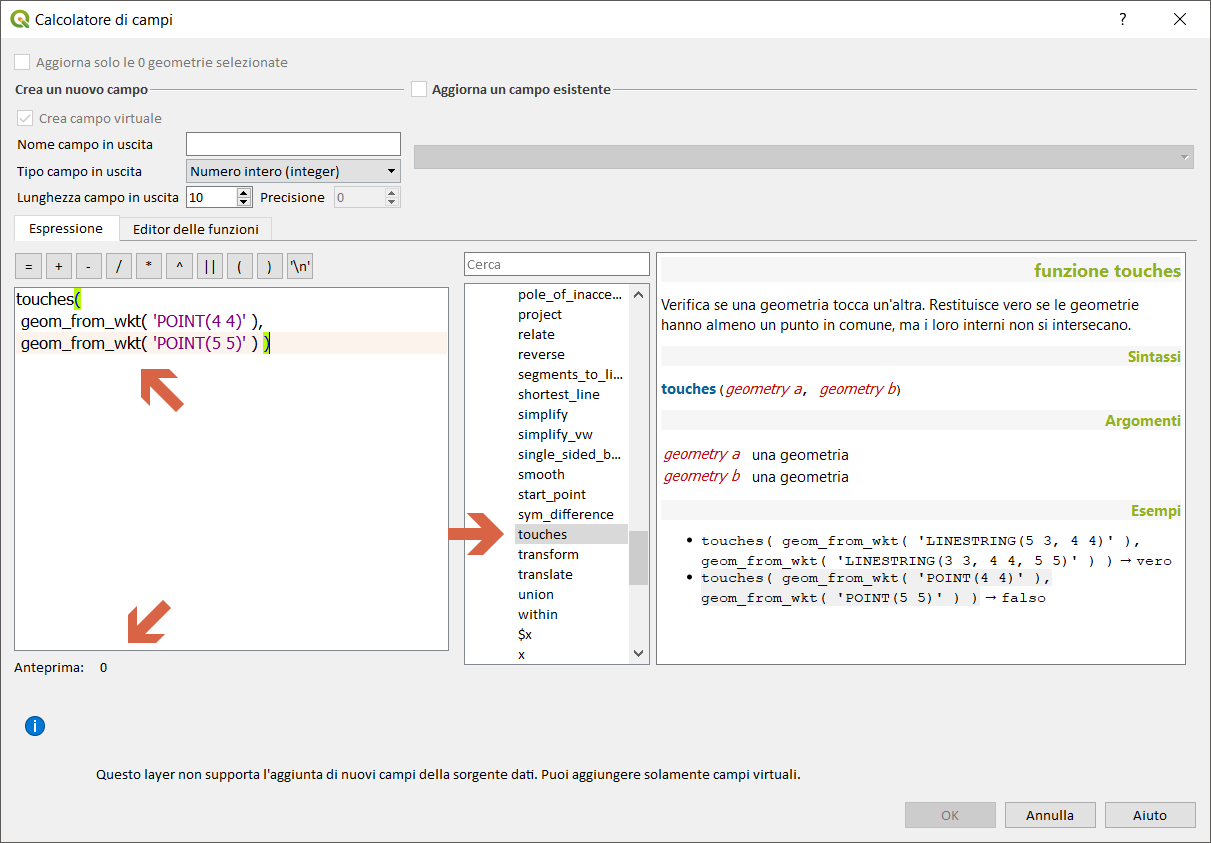 Calcolatore di campi
?
Aggiorna solo le 0 geometrie selezionate
Crea un nuovo campo
Aggiorna un campo esistente
Crea campo virtuale
Nome campo in uscita
Tipo campo in uscita
Numero intero (integer)
Lunghezza campo in uscita
10
Precisione
0
Espressione
Editor delle funzioni
= + - / * ^ || ( ) '\n'
touches(
geom_from_wkt( 'POINT(4 4)' ),
geom_from_wkt( 'POINT(5 5)' ) )
Anteprima: 0
Cerca
pole_of_inacce...
project
relate
reverse
segments_to_li...
shortest_line
simplify
simplify_vw
single_sided_b...
smooth
start_point
sym_difference
touches
transform
translate
union
within
$x
x
funzione touches
Verifica se una geometria tocca un'altra. Restituisce vero se le geometrie
hanno almeno un punto in comune, ma i loro interni non si intersecano.
Sintassi
touches(geometry a, geometry b)
Argomenti
geometry a una geometria
geometry b una geometria
Esempi
• touches( geom_from_wkt( 'LINESTRING(5 3, 4 4)' ),
geom_from_wkt( 'LINESTRING(3 3, 4 4, 5 5)' ) ) → vero
• touches( geom_from_wkt( 'POINT(4 4)' ),
geom_from_wkt( 'POINT(5 5)' ) ) → falso
i
Questo layer non supporta l'aggiunta di nuovi campi della sorgente dati. Puoi aggiungere solamente campi virtuali.
OK
Annulla
Aiuto